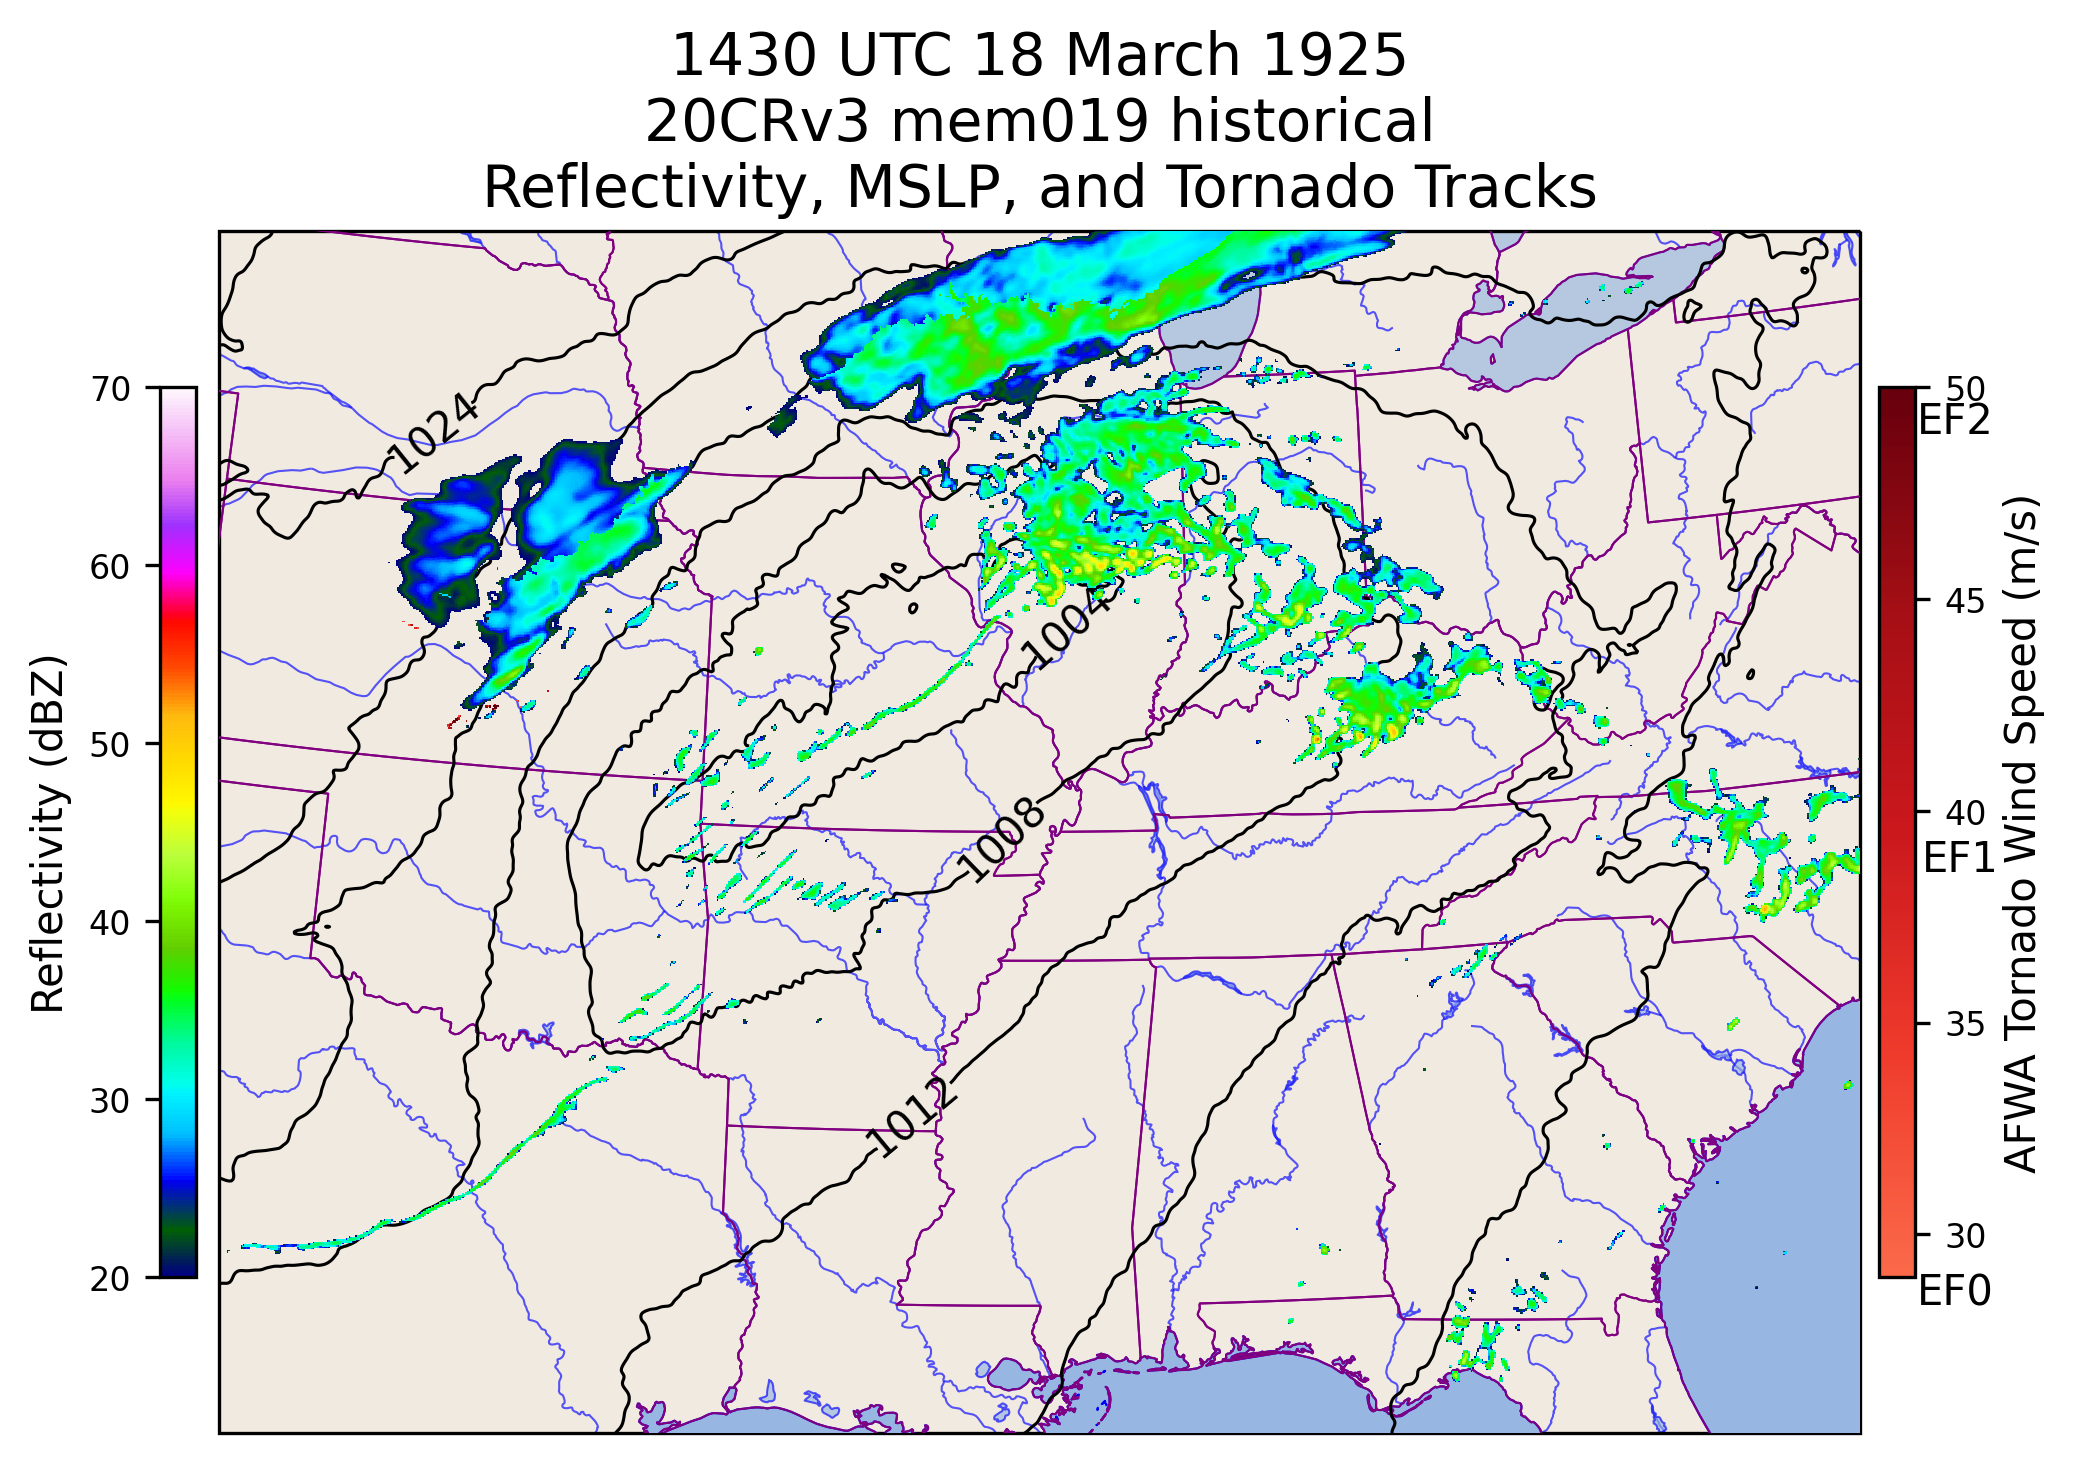 1430 UTC 18 March 1925
20CRv3 mem019 historical
Reflectivity, MSLP, and Tornado Tracks
Reflectivity (dBZ)
70
60
50
40
30
20
1024
1004
1008
1012
50
EF2
45
40
EF1
35
30
EF0
AFWA Tornado Wind Speed (m/s)